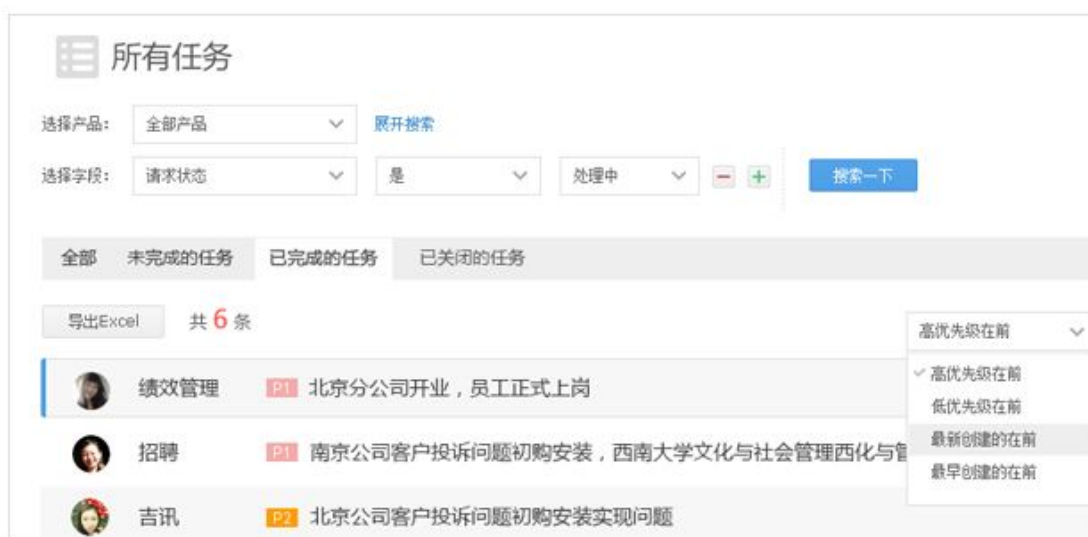 所有任务
选择产品： 全部产品 展开搜索
选择字段： 请求状态 是 处理中 搜索一下
全部 未完成的任务 已完成的任务 已关闭的任务
导出Excel 共 6 条
高优先级在前
高优先级在前
低优先级在前
最新创建的在前
最早创建的在前
绩效管理 P1 北京分公司开业，员工正式上岗
招聘 P1 南京公司客户投诉问题初购安装，西南大学文化与社会管理西化与管
吉讯 P2 北京公司客户投诉问题初购安装实现问题